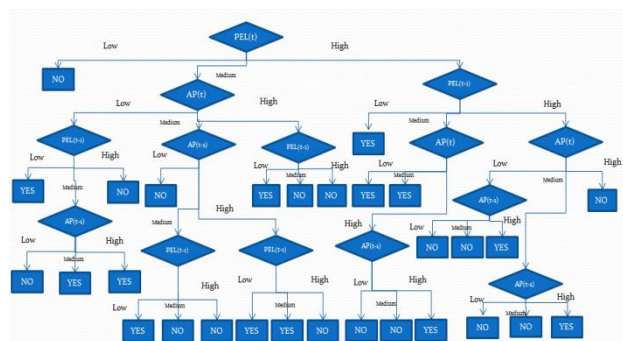 PEL(t)
Low
High
NO
Medium
AP(t)
PEL(t-1)
Low
Medium
High
Low
High
PEL(t-1)
AP(t-1)
PEL(t-1)
YES
AP(t)
AP(t)
Low
High
Low
Low
High
Low
Low
High
Medium
Medium
Medium
YES
NO
NO
YES
NO
NO
YES
YES
AP(t-1)
NO
Medium
AP(t-1)
Medium
High
High
High
Low
Medium
High
Low
High
Medium
PEL(t-1)
PEL(t-1)
AP(t-1)
NO
NO
YES
NO
YES
YES
Low
High
Low
High
Low
High
AP(t-1)
Medium
Medium
Medium
Low
High
Medium
YES
NO
NO
YES
YES
NO
NO
NO
YES
NO
NO
YES